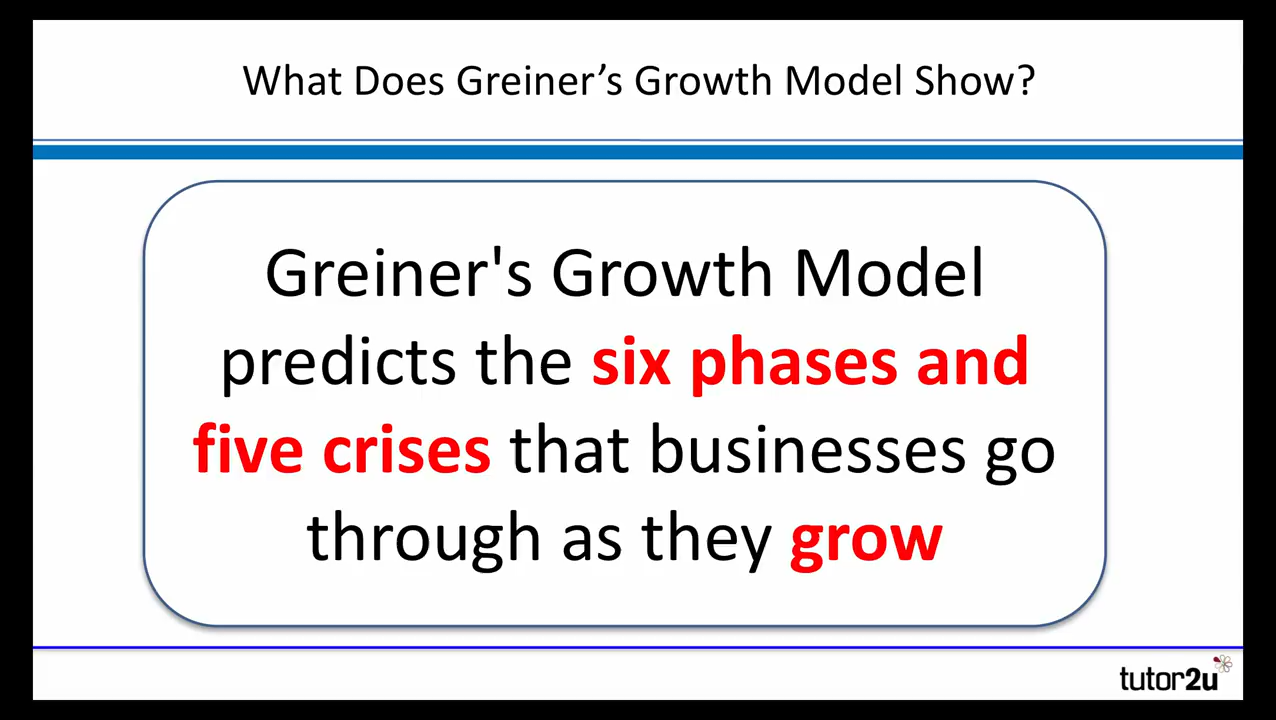 What Does Greiner’s Growth Model Show?
Greiner's Growth Model
predicts the six phases and
five crises that businesses go
through as they grow
tutor2u